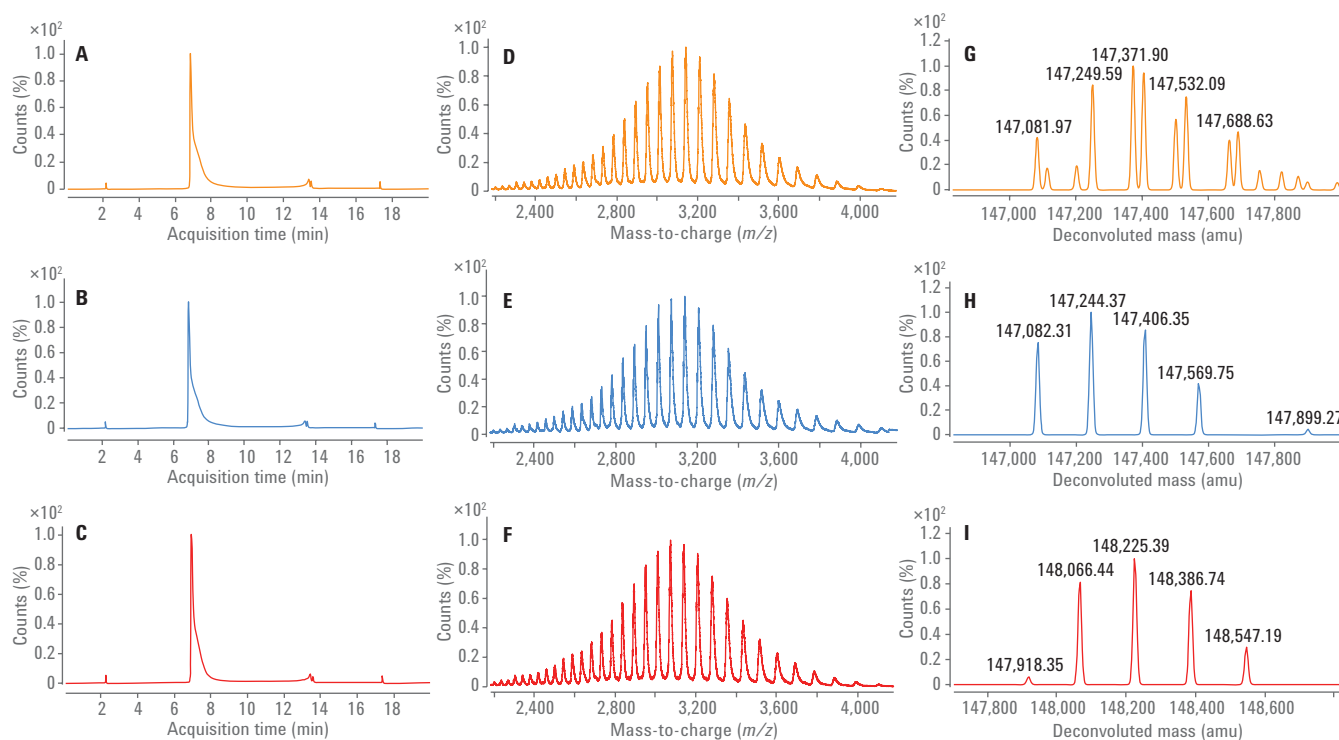 ×10²
A
1.0
0.8
0.6
0.4
0.2
0
Counts (%)
2 4 6 8 10 12 14 16 18
Acquisition time (min)
×10²
D
1.0
0.8
0.6
0.4
0.2
0
Counts (%)
2,400 2,800 3,200 3,600 4,000
Mass-to-charge (m/z)
×10²
G
1.2
1.0
0.8
0.6
0.4
0.2
0
Counts (%)
147,371.90
147,249.59
147,532.09
147,081.97
147,688.63
147,000 147,200 147,400 147,600 147,800
Deconvoluted mass (amu)
×10²
B
1.0
0.8
0.6
0.4
0.2
0
Counts (%)
2 4 6 8 10 12 14 16 18
Acquisition time (min)
×10²
E
1.0
0.8
0.6
0.4
0.2
0
Counts (%)
2,400 2,800 3,200 3,600 4,000
Mass-to-charge (m/z)
×10²
H
1.2
1.0
0.8
0.6
0.4
0.2
0
Counts (%)
147,244.37
147,082.31
147,406.35
147,569.75
147,899.27
147,000 147,200 147,400 147,600 147,800
Deconvoluted mass (amu)
×10²
C
1.0
0.8
0.6
0.4
0.2
0
Counts (%)
2 4 6 8 10 12 14 16 18
Acquisition time (min)
×10²
F
1.0
0.8
0.6
0.4
0.2
0
Counts (%)
2,400 2,800 3,200 3,600 4,000
Mass-to-charge (m/z)
×10²
I
1.2
1.0
0.8
0.6
0.4
0.2
0
Counts (%)
148,225.39
148,066.44
148,386.74
148,547.19
147,918.35
147,800 148,000 148,200 148,400 148,600
Deconvoluted mass (amu)